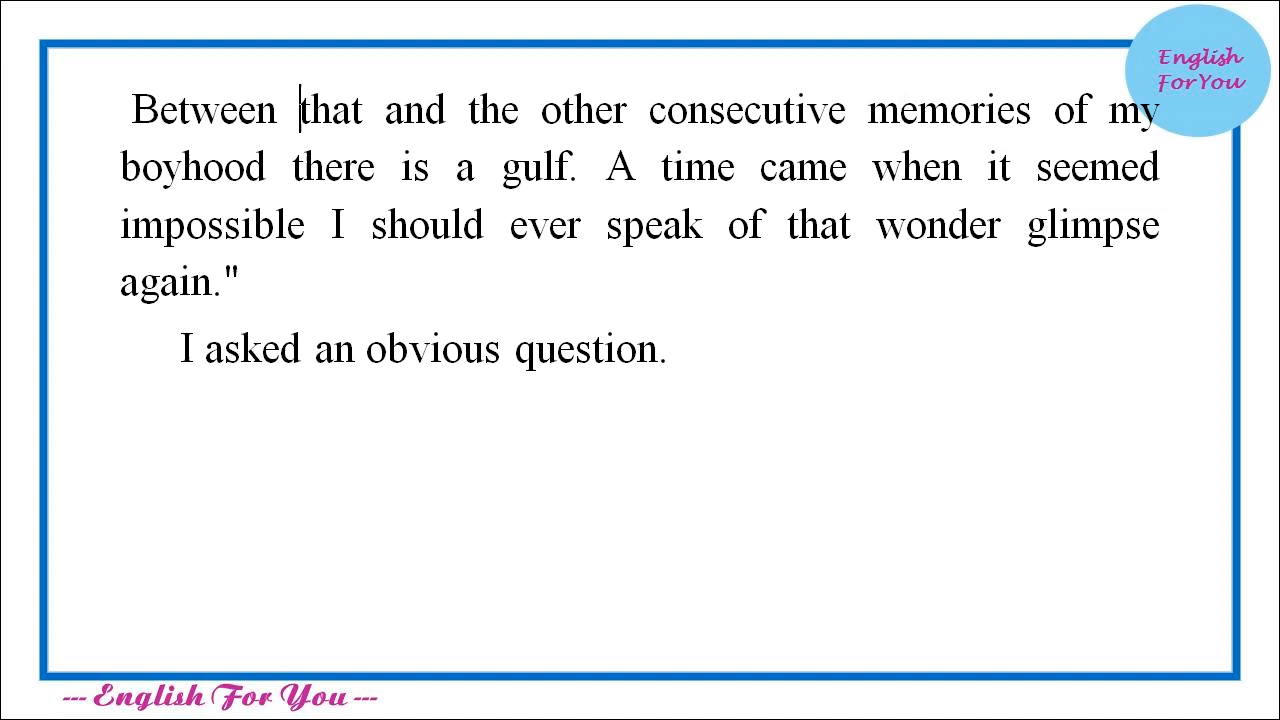 English
ForYou
Between that and the other consecutive memories of my
boyhood there is a gulf. A time came when it seemed
impossible I should ever speak of that wonder glimpse
again."
I asked an obvious question.
--- English For You ---